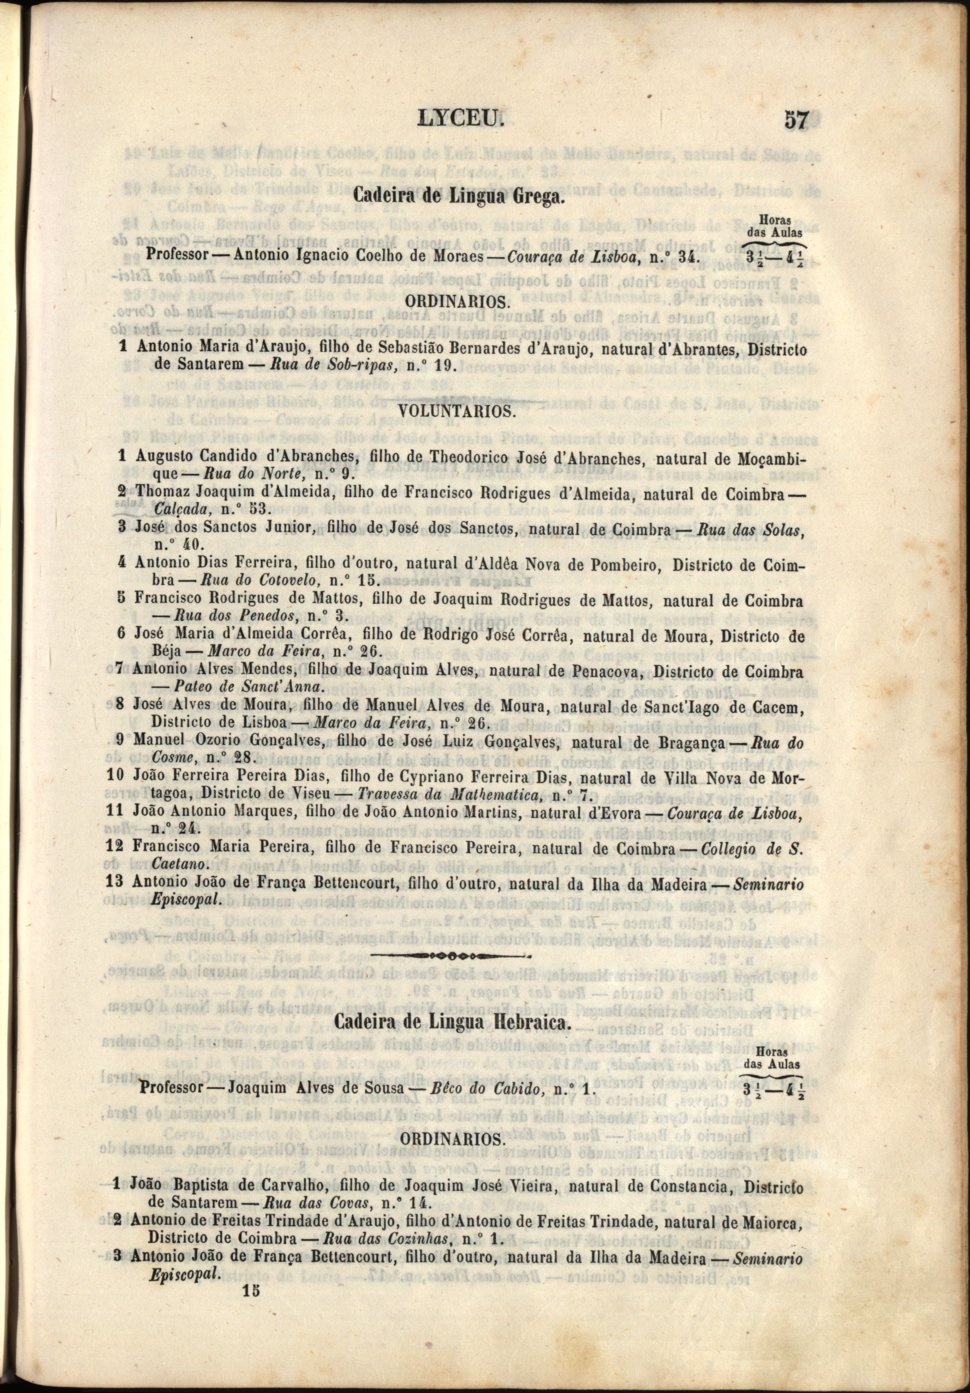 LYCEU. 57
Cadeira de Lingua Grega.
Horas
das Aulas
Professor — Antonio Ignacio Coelho de Moraes — Couraça de Lisboa, n.º 34. 3 1/2 — 4 1/2
ORDINARIOS.
1 Antonio Maria d'Araujo, filho de Sebastião Bernardes d'Araujo, natural d'Abrantes, Districto
de Santarem — Rua de Sob-ripas, n.º 19.
VOLUNTARIOS.
1 Augusto Candido d'Abranches, filho de Theodorico José d'Abranches, natural de Moçambi-
que — Rua do Norte, n.º 9.
2 Thomaz Joaquim d'Almeida, filho de Francisco Rodrigues d'Almeida, natural de Coimbra —
Calçada, n.º 53.
3 José dos Sanctos Junior, filho de José dos Sanctos, natural de Coimbra — Rua das Solas,
n.º 40.
4 Antonio Dias Ferreira, filho d'outro, natural d'Aldêa Nova de Pombeiro, Districto de Coim-
bra — Rua do Cotovelo, n.º 15.
5 Francisco Rodrigues de Mattos, filho de Joaquim Rodrigues de Mattos, natural de Coimbra
— Rua dos Penedos, n.º 3.
6 José Maria d'Almeida Corrêa, filho de Rodrigo José Corrêa, natural de Moura, Districto de
Béja — Marco da Feira, n.º 26.
7 Antonio Alves Mendes, filho de Joaquim Alves, natural de Penacova, Districto de Coimbra
— Pateo de Sanct'Anna.
8 José Alves de Moura, filho de Manuel Alves de Moura, natural de Sanct'Iago de Cacem,
Districto de Lisboa — Marco da Feira, n.º 26.
9 Manuel Ozorio Gonçalves, filho de José Luiz Gonçalves, natural de Bragança — Rua do
Cosme, n.º 28.
10 João Ferreira Pereira Dias, filho de Cypriano Ferreira Dias, natural de Villa Nova de Mor-
tagoa, Districto de Viseu — Travessa da Mathematica, n.º 7.
11 João Antonio Marques, filho de João Antonio Martins, natural d'Evora — Couraça de Lisboa,
n.º 24.
12 Francisco Maria Pereira, filho de Francisco Pereira, natural de Coimbra — Collegio de S.
Caetano.
13 Antonio João de França Bettencourt, filho d'outro, natural da Ilha da Madeira — Seminario
Episcopal.
Cadeira de Lingua Hebraica.
Horas
das Aulas
Professor — Joaquim Alves de Sousa — Bêco do Cabido, n.º 1. 3 1/2 — 4 1/2
ORDINARIOS.
1 João Baptista de Carvalho, filho de Joaquim José Vieira, natural de Constancia, Districto
de Santarem — Rua das Covas, n.º 14.
2 Antonio de Freitas Trindade d'Araujo, filho d'Antonio de Freitas Trindade, natural de Maiorca,
Districto de Coimbra — Rua das Cozinhas, n.º 1.
3 Antonio João de França Bettencourt, filho d'outro, natural da Ilha da Madeira — Seminario
Episcopal.
15